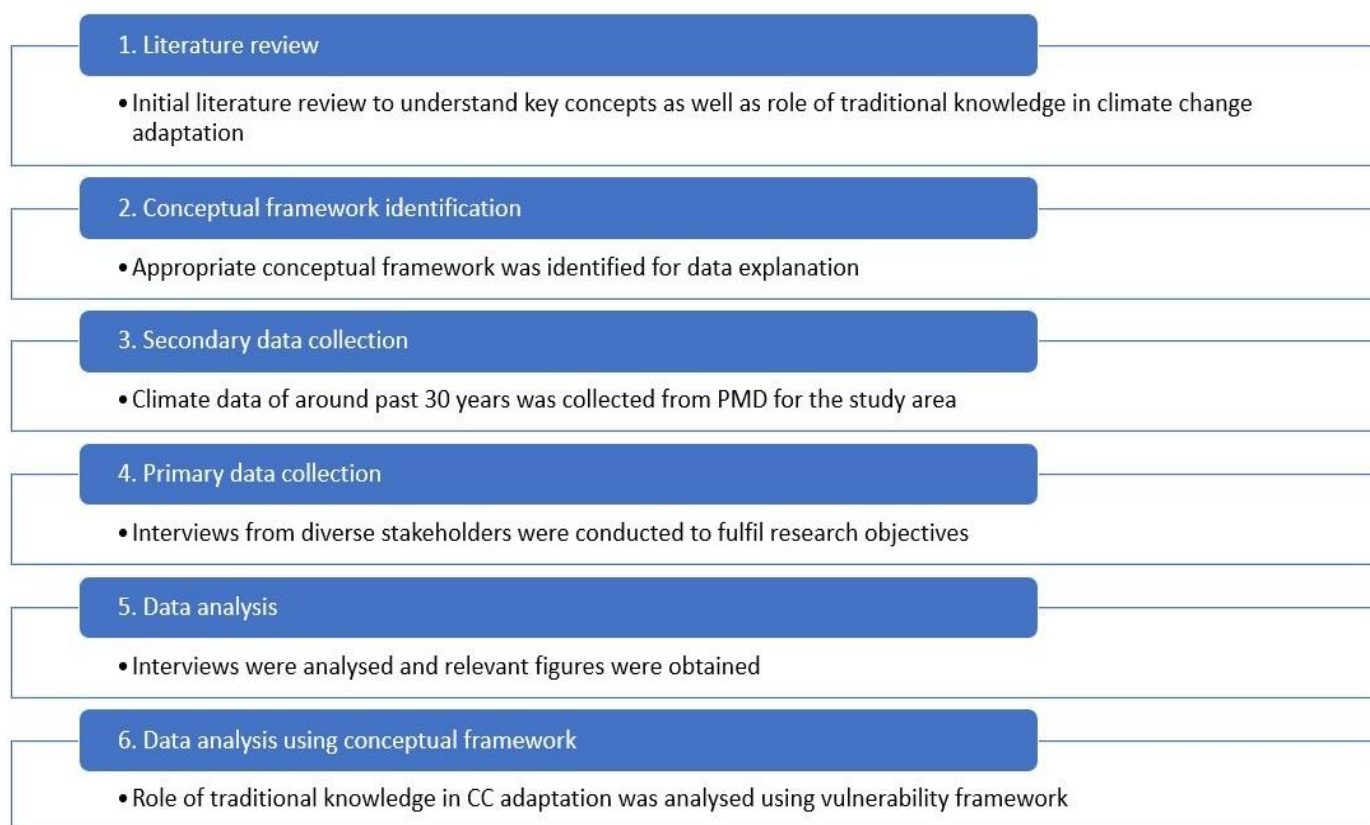 1. Literature review
• Initial literature review to understand key concepts as well as role of traditional knowledge in climate change
adaptation
2. Conceptual framework identification
• Appropriate conceptual framework was identified for data explanation
3. Secondary data collection
• Climate data of around past 30 years was collected from PMD for the study area
4. Primary data collection
• Interviews from diverse stakeholders were conducted to fulfil research objectives
5. Data analysis
• Interviews were analysed and relevant figures were obtained
6. Data analysis using conceptual framework
• Role of traditional knowledge in CC adaptation was analysed using vulnerability framework